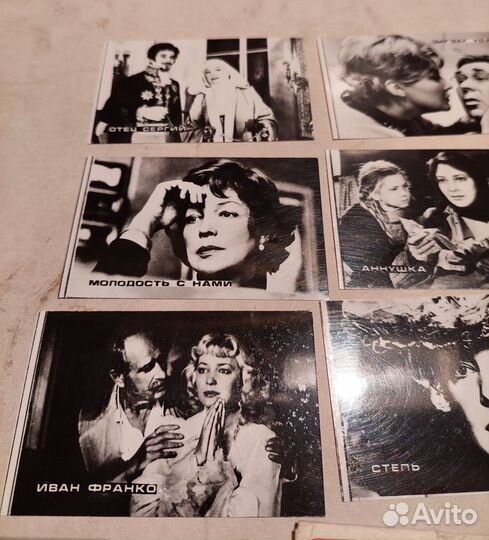 ОТЕЦ СЕРГИЙ
МОЛОДОСТЬ С НАМИ
АННУШКА
ИВАН ФРАНКО
СТЕПЬ
Avito